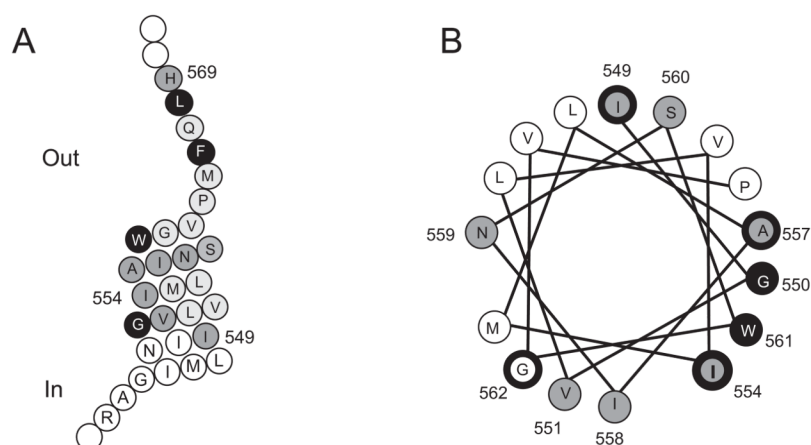 A
H 569
L
Q
Out
F
M
P
W G V
A I N S
554 I M L
G V L V
N I I 549
In
R A G I M L
B
549 560
L I S
V V
L P
559 N A 557
G 550
M W 561
562 G I 554
V I
551 558